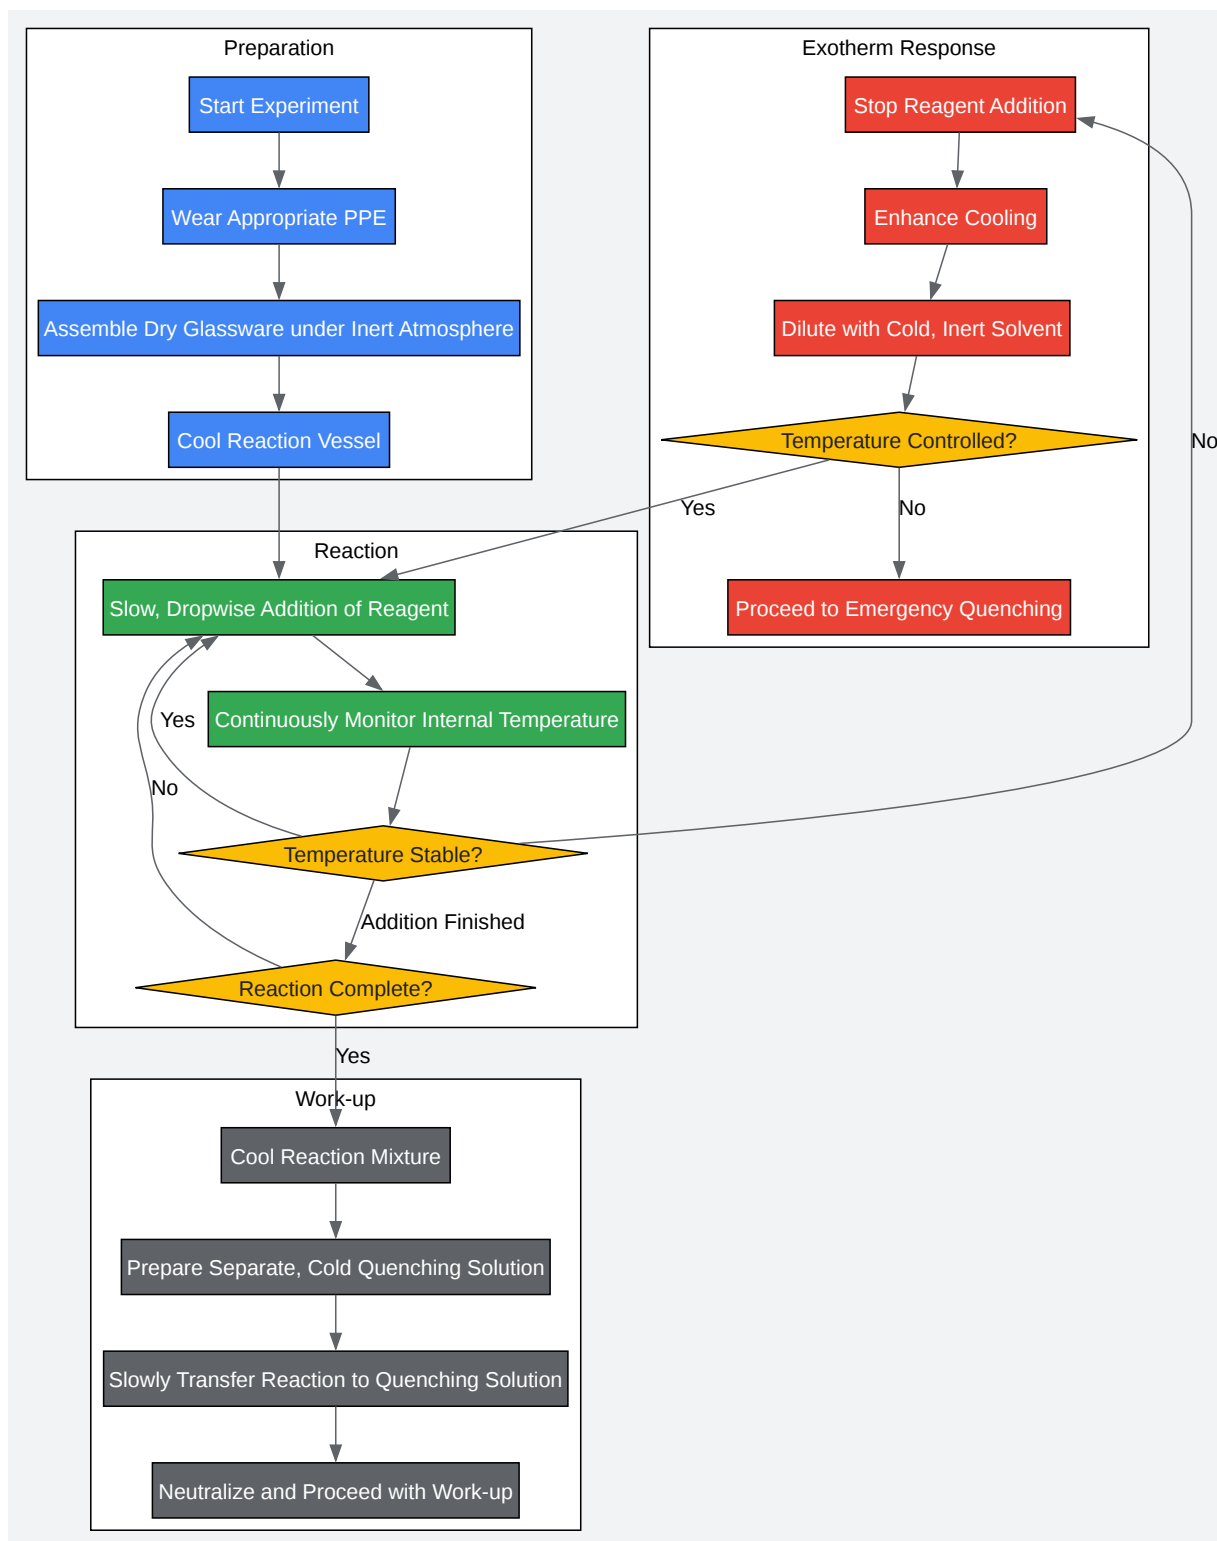 Preparation
Start Experiment
Wear Appropriate PPE
Assemble Dry Glassware under Inert Atmosphere
Cool Reaction Vessel
Exotherm Response
Stop Reagent Addition
Enhance Cooling
Dilute with Cold, Inert Solvent
Temperature Controlled?
No
Yes
No
Proceed to Emergency Quenching
Reaction
Slow, Dropwise Addition of Reagent
Continuously Monitor Internal Temperature
Yes
No
Temperature Stable?
Addition Finished
Reaction Complete?
Yes
Work-up
Cool Reaction Mixture
Prepare Separate, Cold Quenching Solution
Slowly Transfer Reaction to Quenching Solution
Neutralize and Proceed with Work-up